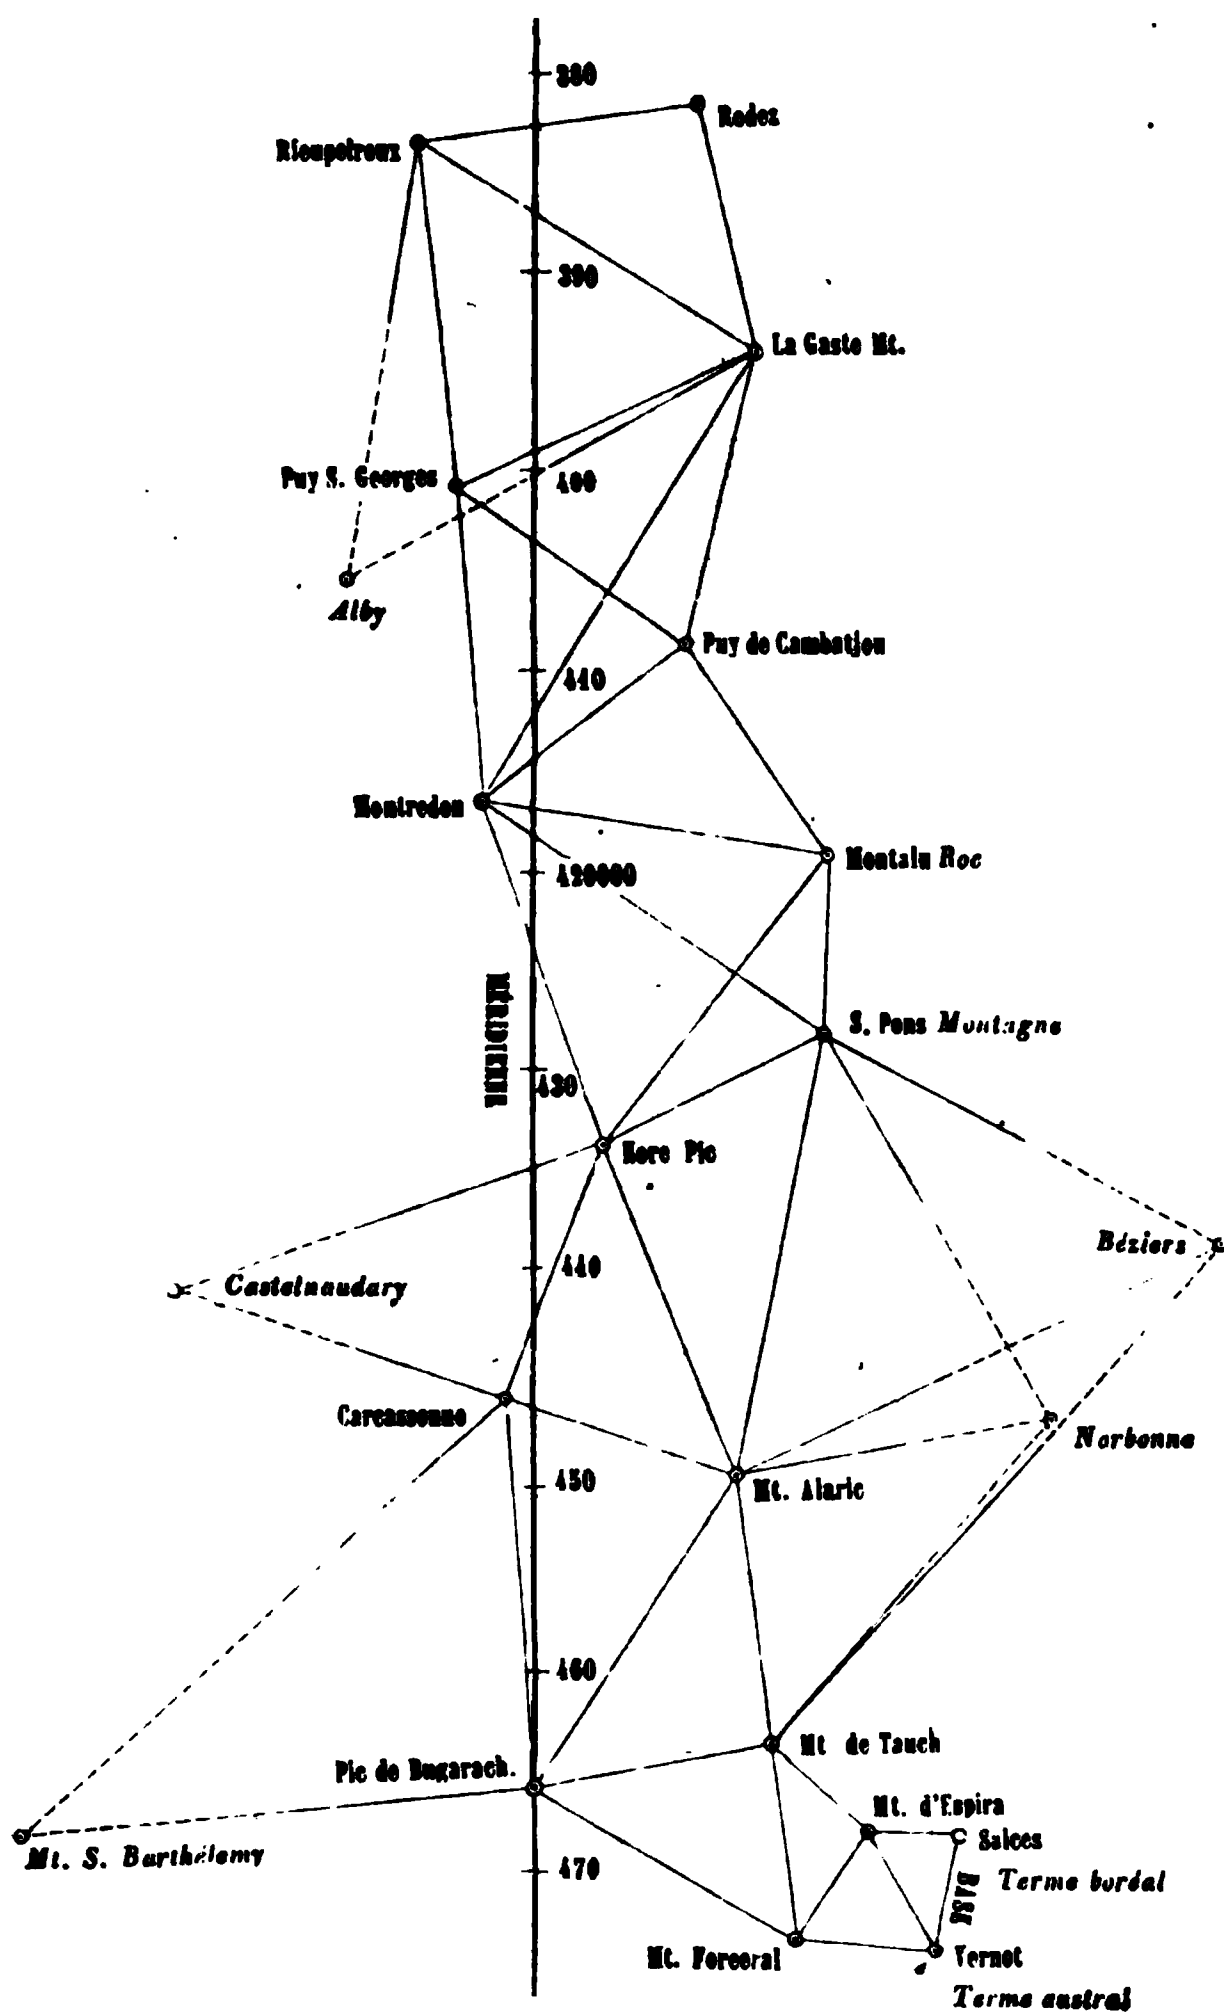 380
Rodez
Rieupeiroux
390
La Gaste Mt.
Puy S. Georges
400
Alby
Puy de Cambatjou
410
Montredon
Montalu Roc
420000
MÉRIDIENNE
S. Pons Montagne
430
Nore Pic
Béziers
Castelnaudary
440
Carcassonne
Narbonne
450
Mt. Alaric
460
Mt de Tauch
Pic de Bugarach.
Mt. d'Espira
Salces
Mt. S. Barthélemy
470
Terme boréal
BASE
Mt. Forceral
Vernet
Terme austral